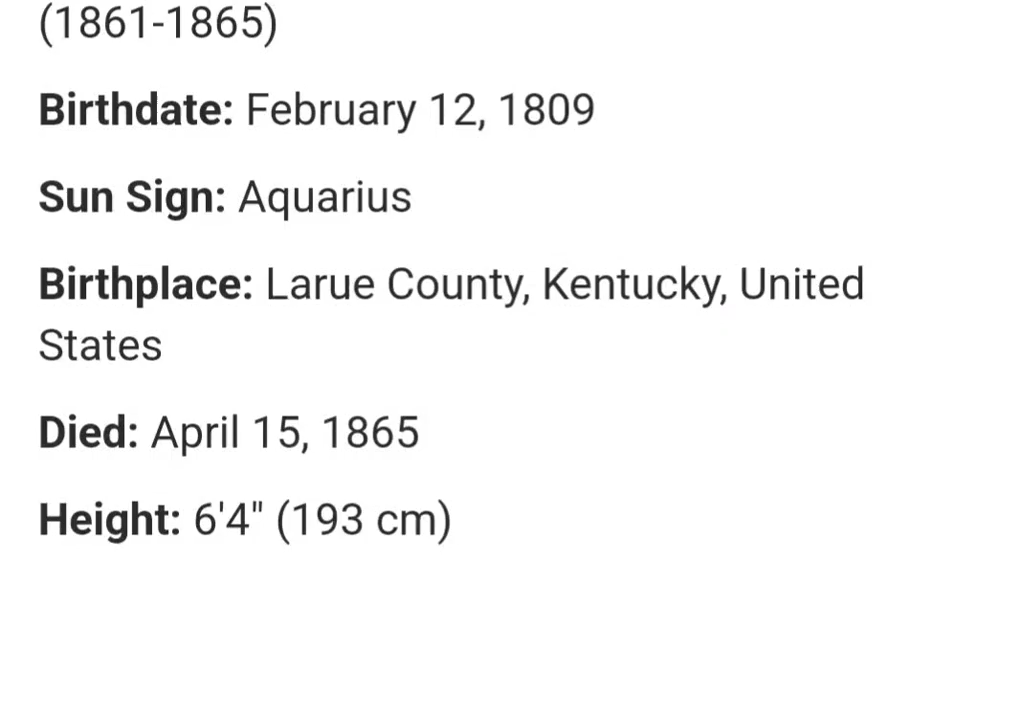 (1861-1865)
Birthdate: February 12, 1809
Sun Sign: Aquarius
Birthplace: Larue County, Kentucky, United
States
Died: April 15, 1865
Height: 6'4" (193 cm)